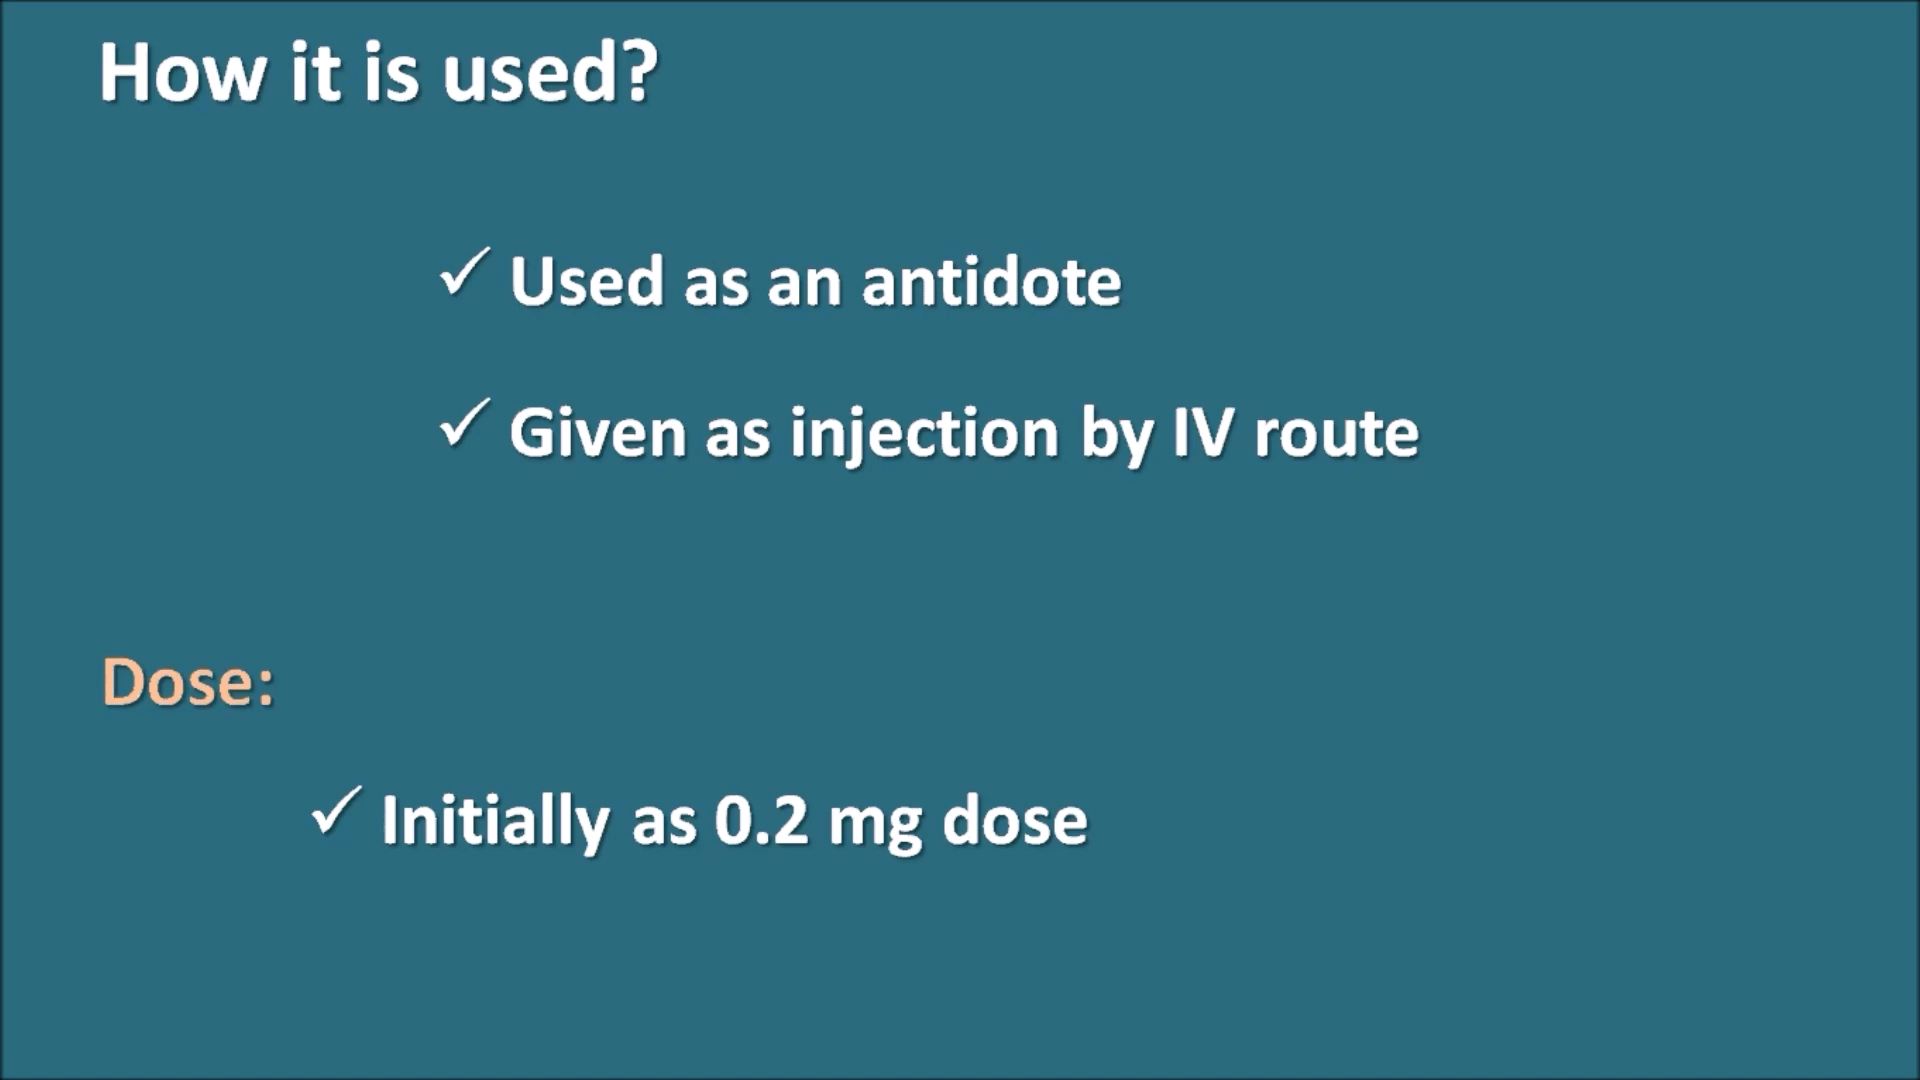 How it is used?
✓ Used as an antidote
✓ Given as injection by IV route
Dose:
✓ Initially as 0.2 mg dose